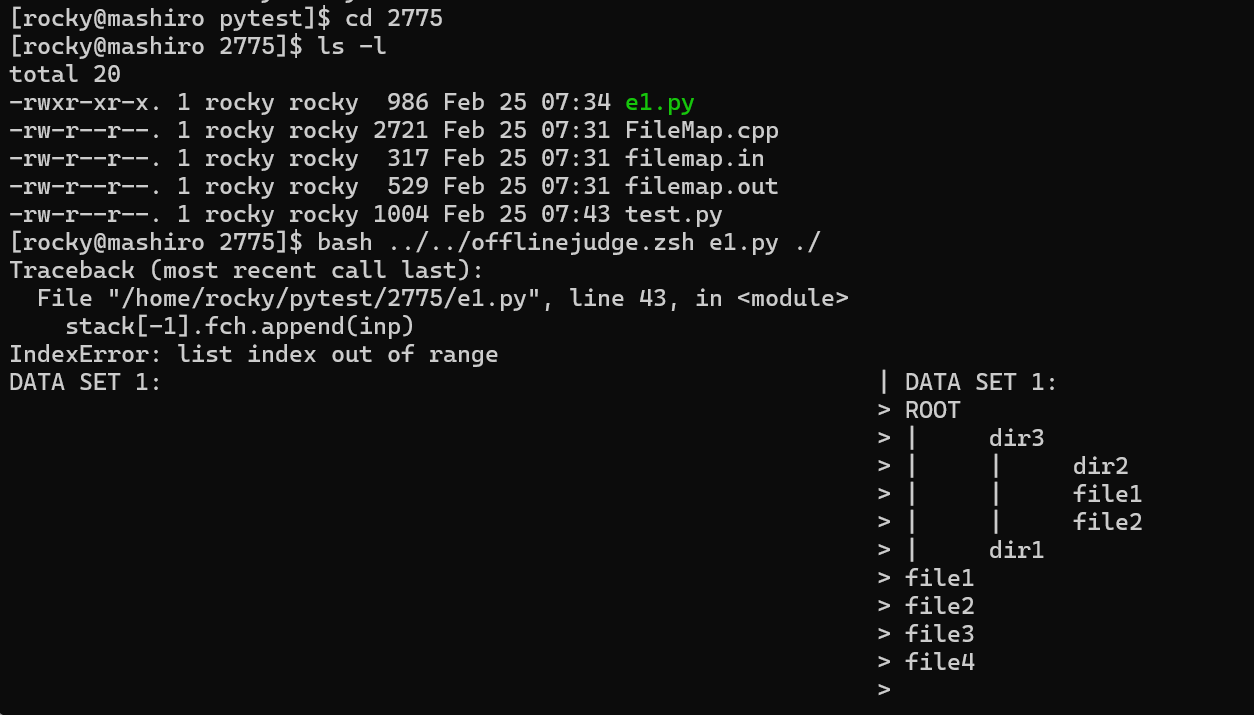 [rocky@mashiro pytest]$ cd 2775
[rocky@mashiro 2775]$ ls -l
total 20
-rwxr-xr-x. 1 rocky rocky  986 Feb 25 07:34 e1.py
-rw-r--r--. 1 rocky rocky 2721 Feb 25 07:31 FileMap.cpp
-rw-r--r--. 1 rocky rocky  317 Feb 25 07:31 filemap.in
-rw-r--r--. 1 rocky rocky  529 Feb 25 07:31 filemap.out
-rw-r--r--. 1 rocky rocky 1004 Feb 25 07:43 test.py
[rocky@mashiro 2775]$ bash ../../offlinejudge.zsh e1.py ./
Traceback (most recent call last):
  File "/home/rocky/pytest/2775/e1.py", line 43, in <module>
    stack[-1].fch.append(inp)
IndexError: list index out of range
DATA SET 1:                                                   | DATA SET 1:
                                                              > ROOT
                                                              > |     dir3
                                                              > |     |     dir2
                                                              > |     |     file1
                                                              > |     |     file2
                                                              > |     dir1
                                                              > file1
                                                              > file2
                                                              > file3
                                                              > file4
                                                              >